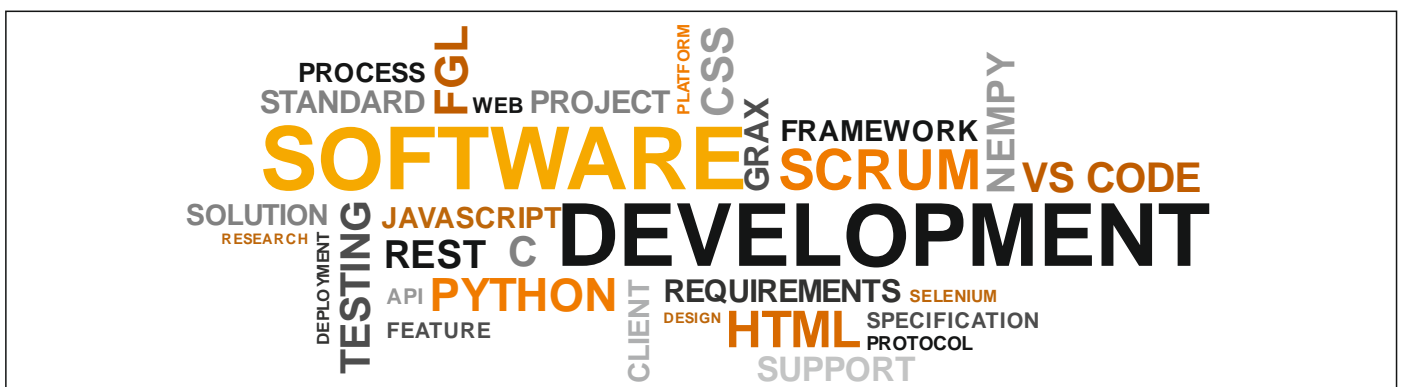 PROCESS
STANDARD
FGL
WEB
PROJECT
PLATFORM
CSS
SOFTWARE
GRAX
FRAMEWORK
SCRUM
NEMPY
VS CODE
SOLUTION
RESEARCH
DEPLOYMENT
TESTING
JAVASCRIPT
REST
C
DEVELOPMENT
API
PYTHON
FEATURE
CLIENT
REQUIREMENTS
SELENIUM
DESIGN
HTML
SPECIFICATION
PROTOCOL
SUPPORT